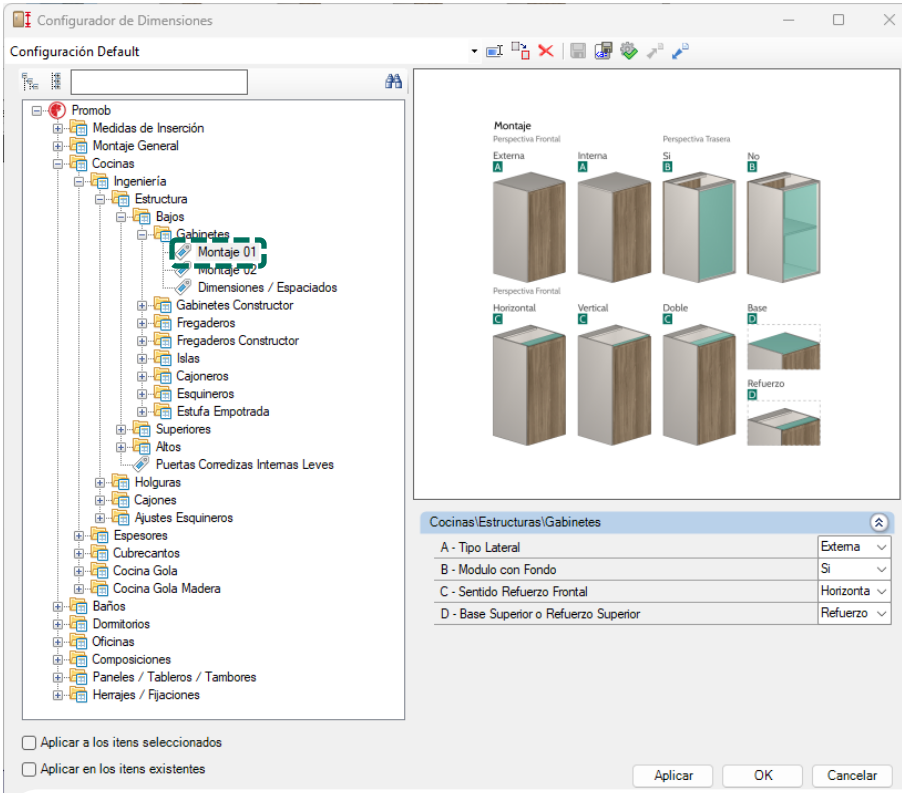 Configurador de Dimensiones
Configuración Default
Promob
Medidas de Inserción
Montaje General
Cocinas
Ingeniería
Estructura
Bajos
Gabinetes
Montaje 01
Montaje 02
Dimensiones / Espaciados
Gabinetes Constructor
Fregaderos
Fregaderos Constructor
Islas
Cajoneros
Esquineros
Estufa Empotrada
Superiores
Altos
Puertas Corredizas Internas Leves
Holguras
Cajones
Ajustes Esquineros
Espesores
Cubrecantos
Cocina Gola
Cocina Gola Madera
Baños
Dormitorios
Oficinas
Composiciones
Paneles / Tableros / Tambores
Herrajes / Fijaciones
Montaje
Perspectiva Frontal Perspectiva Trasera
Externa Interna Si No
A A B B
Perspectiva Frontal
Horizontal Vertical Doble Base
C C C D
Refuerzo
D
Cocinas\Estructuras\Gabinetes
A - Tipo Lateral Externa
B - Modulo con Fondo Si
C - Sentido Refuerzo Frontal Horizonta
D - Base Superior o Refuerzo Superior Refuerzo
Aplicar a los itens seleccionados
Aplicar en los itens existentes
Aplicar OK Cancelar